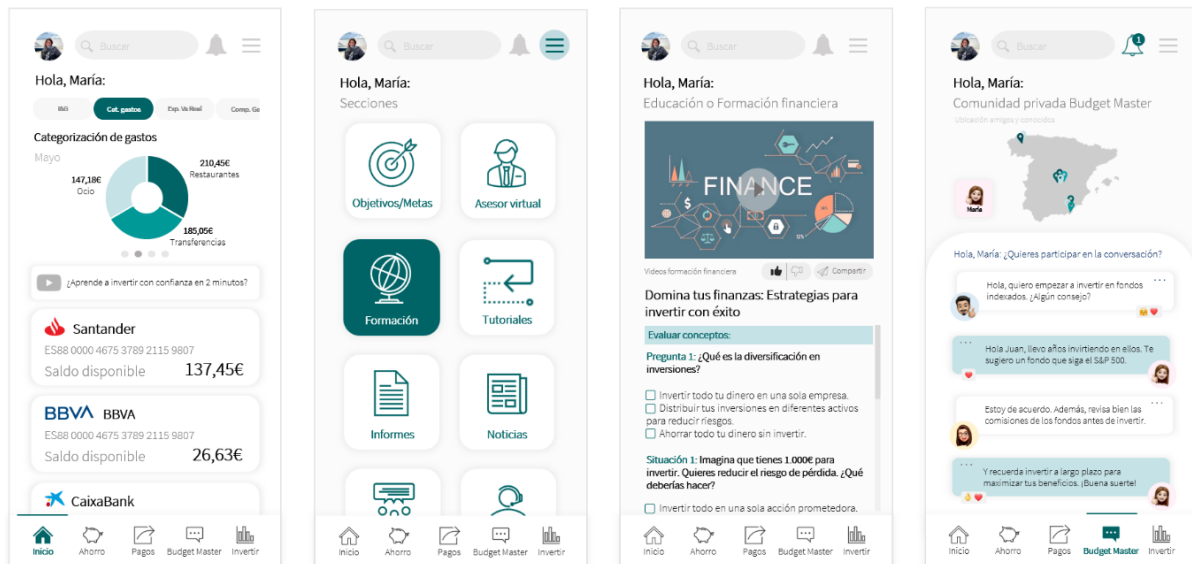 Buscar
Hola, María:
I&G
Cat. gastos
Exp. Vs Real
Comp. Ge
Categorización de gastos
Mayo
210,45€
Restaurantes
147,18€
Ocio
185,05€
Transferencias
¿Aprende a invertir con confianza en 2 minutos?
Santander
ES88 0000 4675 3789 2115 9807
Saldo disponible
137,45€
BBVA BBVA
ES88 0000 4675 3789 2115 9807
Saldo disponible
26,63€
CaixaBank
Inicio
Ahorro
Pagos
Budget Master
Invertir
Buscar
Hola, María:
Secciones
Objetivos/Metas
Asesor virtual
Formación
Tutoriales
Informes
Noticias
Inicio
Ahorro
Pagos
Budget Master
Invertir
Buscar
Hola, María:
Educación o Formación financiera
FINANCE
$
Videos formación financiera
Compartir
Domina tus finanzas: Estrategias para
invertir con éxito
Evaluar conceptos:
Pregunta 1: ¿Qué es la diversificación en
inversiones?
Invertir todo tu dinero en una sola empresa.
Distribuir tus inversiones en diferentes activos
para reducir riesgos.
Ahorrar todo tu dinero sin invertir.
Situación 1: Imagina que tienes 1.000€ para
invertir. Quieres reducir el riesgo de pérdida. ¿Qué
deberías hacer?
Invertir todo en una sola acción prometedora.
Inicio
Ahorro
Pagos
Budget Master
Invertir
Buscar
1
Hola, María:
Comunidad privada Budget Master
Ubicación amigos y conocidos
María
Hola, María: ¿Quieres participar en la conversación?
Hola, quiero empezar a invertir en fondos
indexados. ¿Algún consejo?
Hola Juan, llevo años invirtiendo en ellos. Te
sugiero un fondo que siga el S&P 500.
Estoy de acuerdo. Además, revisa bien las
comisiones de los fondos antes de invertir.
Y recuerda invertir a largo plazo para
maximizar tus beneficios. ¡Buena suerte!
Inicio
Ahorro
Pagos
Budget Master
Invertir